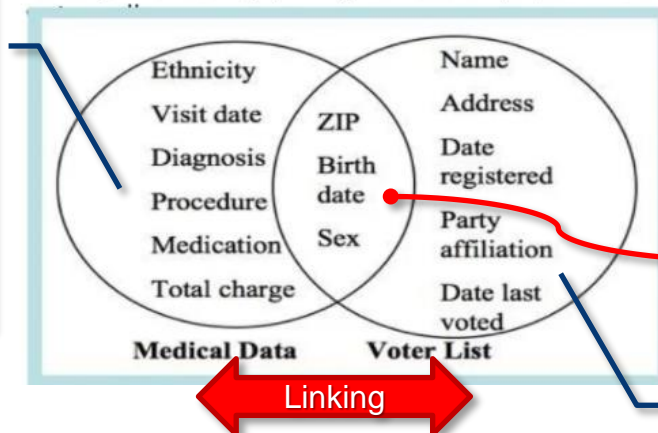 Ethnicity
Visit date
Diagnosis
Procedure
Medication
Total charge
ZIP
Birth
date
Sex
Name
Address
Date
registered
Party
affiliation
Date last
voted
Medical Data
Voter List
Linking